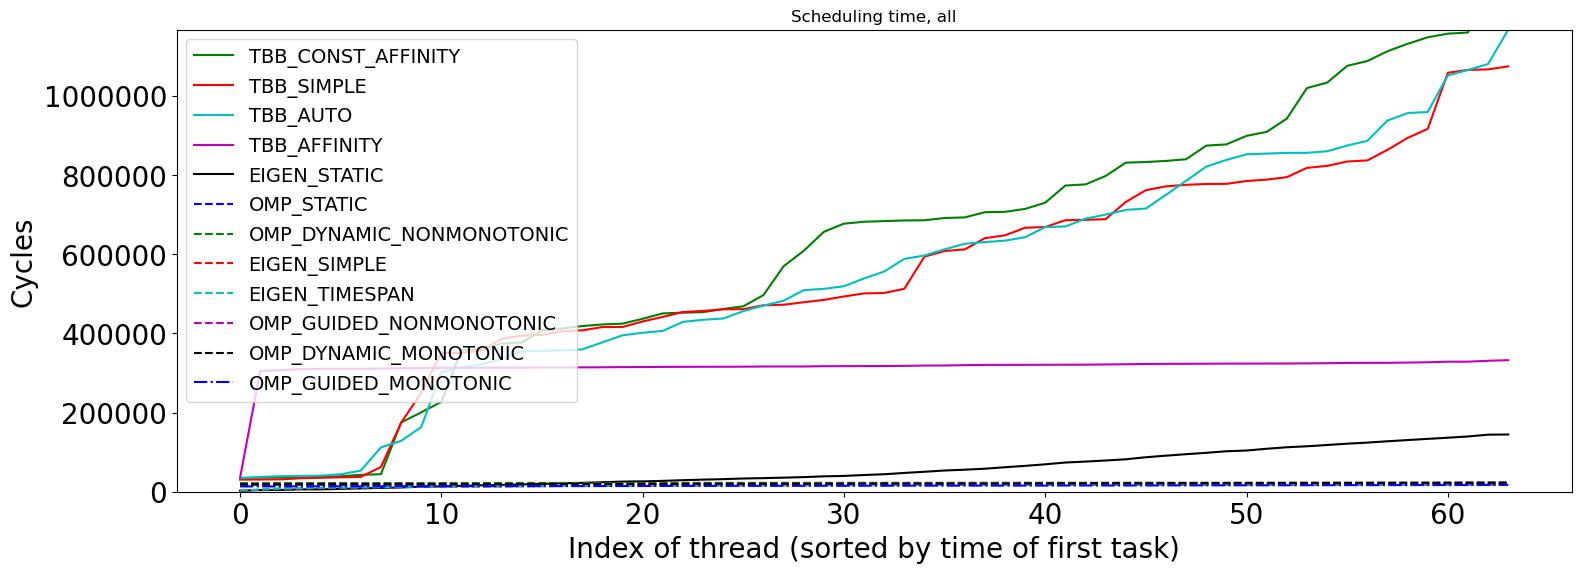 Scheduling time, all
TBB_CONST_AFFINITY
TBB_SIMPLE
TBB_AUTO
TBB_AFFINITY
EIGEN_STATIC
OMP_STATIC
OMP_DYNAMIC_NONMONOTONIC
EIGEN_SIMPLE
EIGEN_TIMESPAN
OMP_GUIDED_NONMONOTONIC
OMP_DYNAMIC_MONOTONIC
OMP_GUIDED_MONOTONIC
Cycles
1000000
800000
600000
400000
200000
0
0 10 20 30 40 50 60
Index of thread (sorted by time of first task)